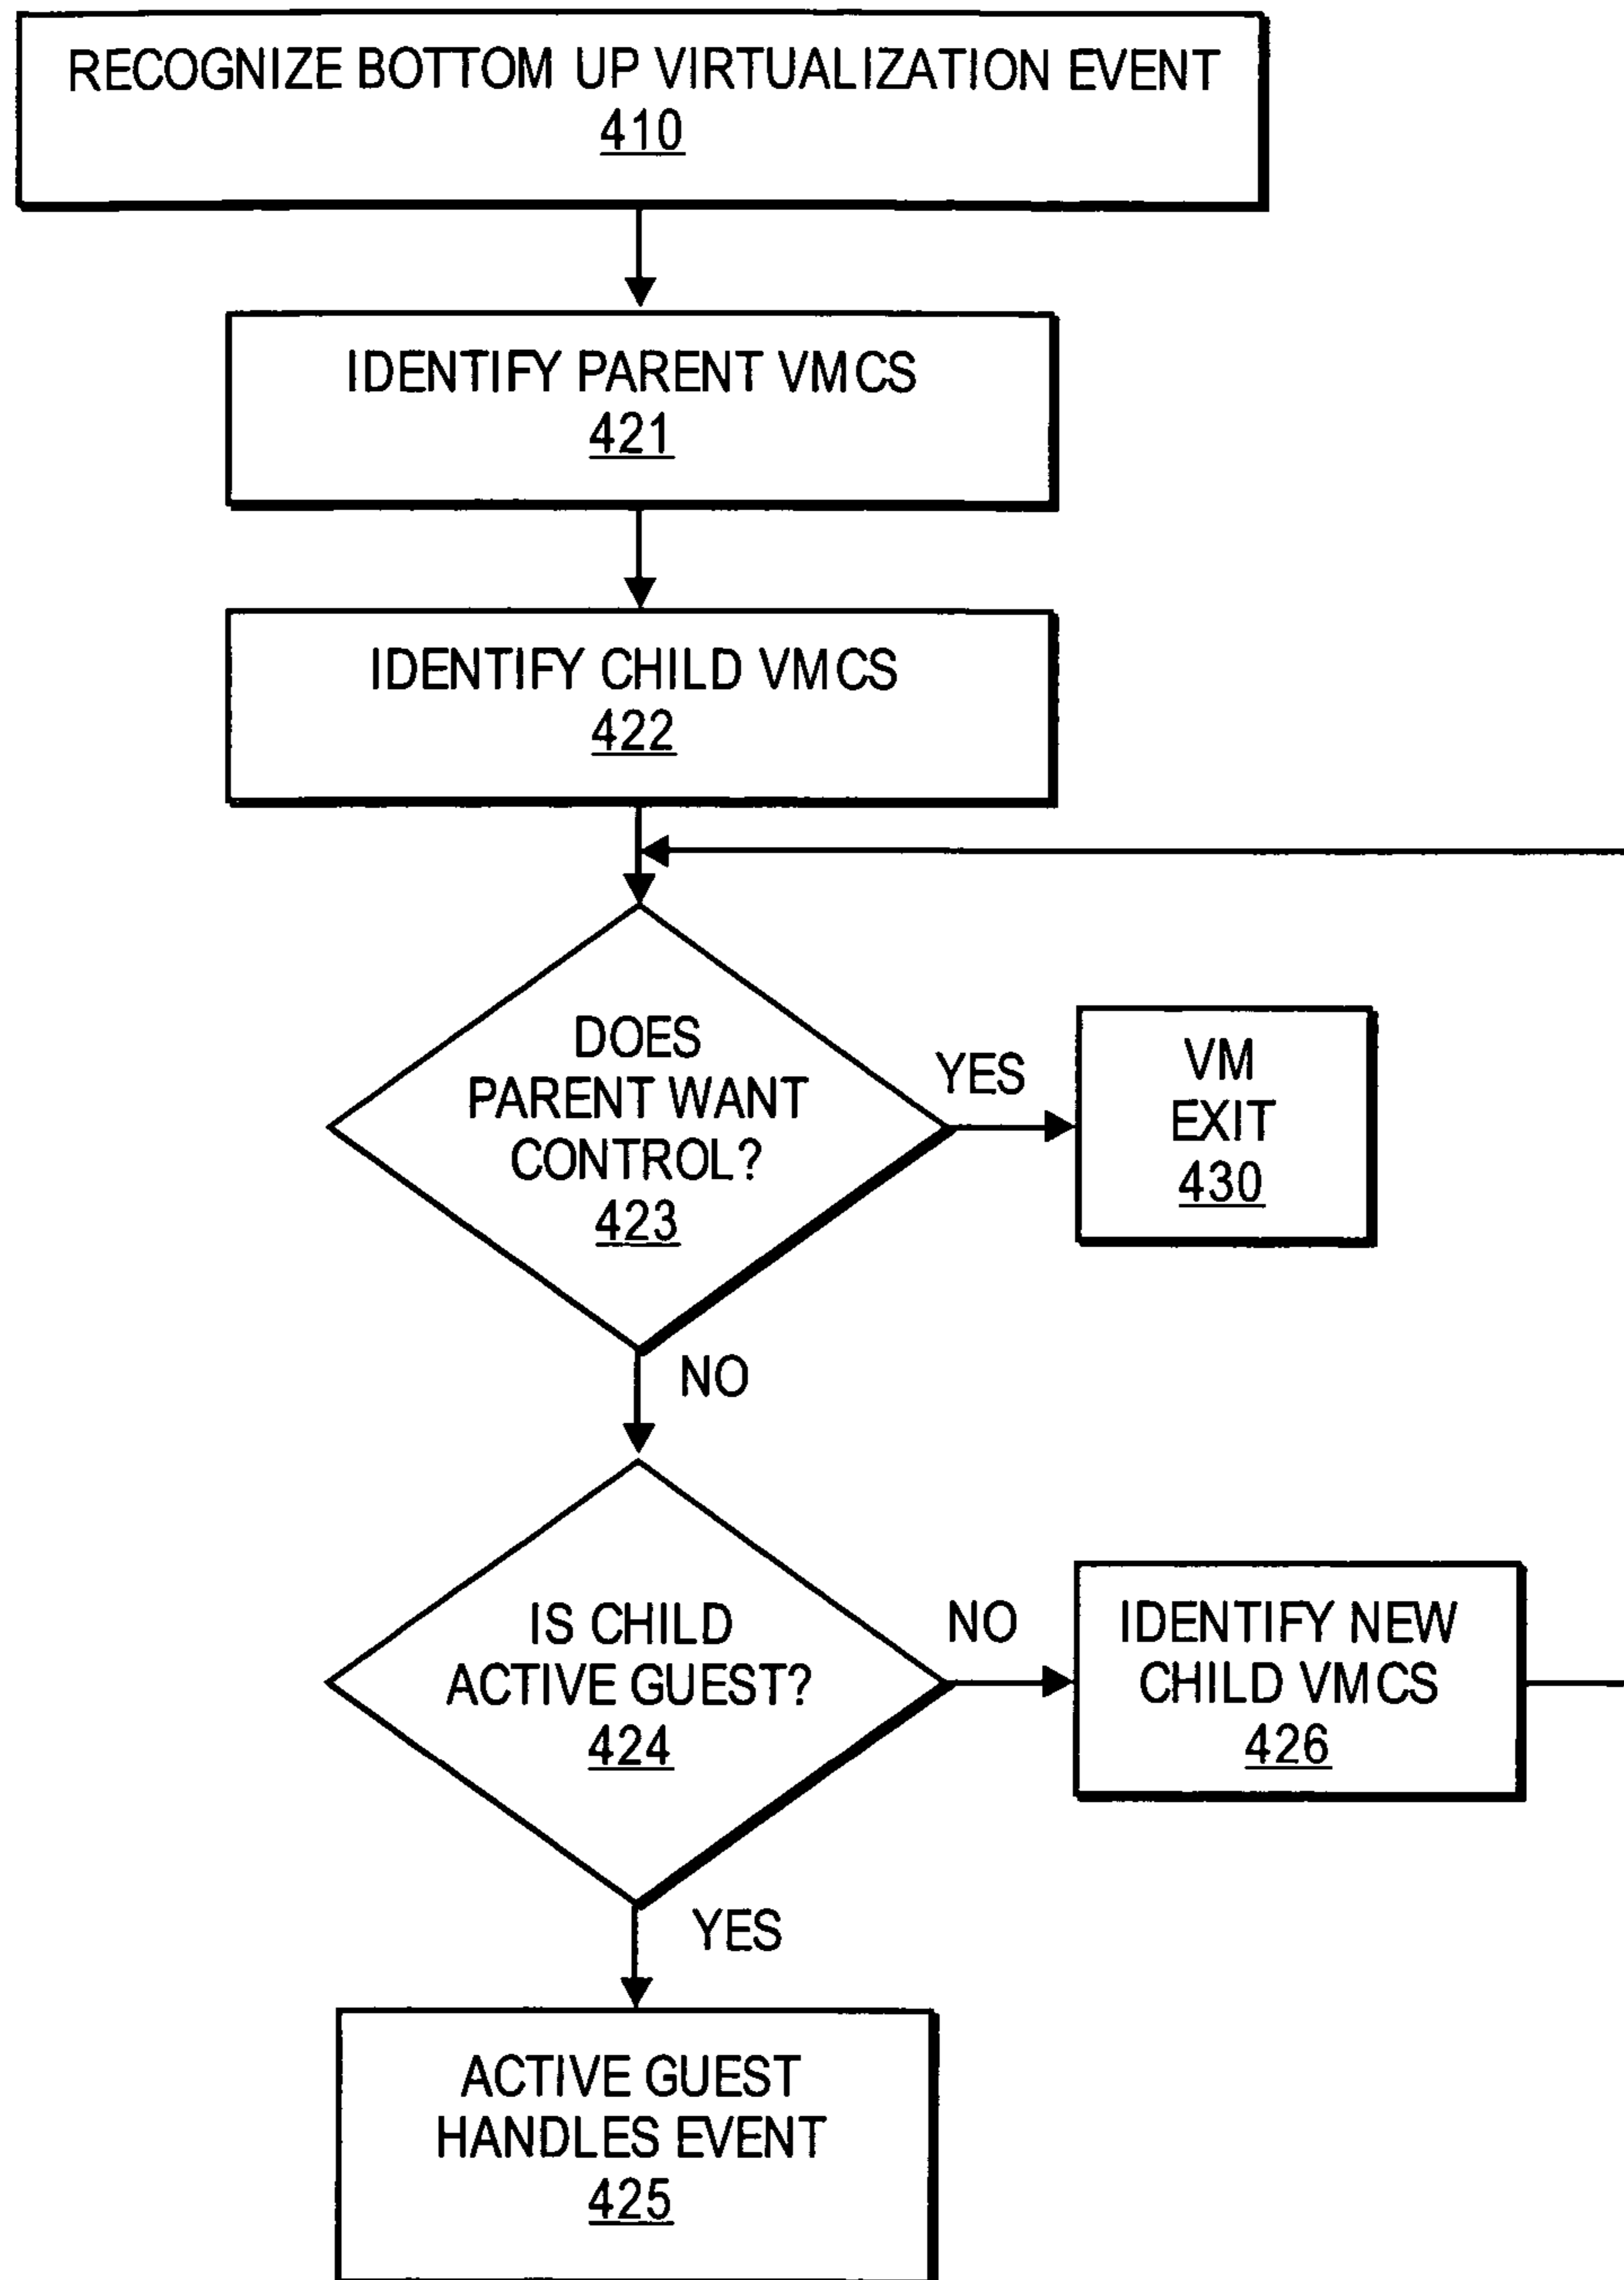 RECOGNIZE BOTTOM UP VIRTUALIZATION EVENT
410
IDENTIFY PARENT VMCS
421
IDENTIFY CHILD VMCS
422
DOES
PARENT WANT
CONTROL?
423
YES
VM
EXIT
430
NO
IS CHILD
ACTIVE GUEST?
424
NO
IDENTIFY NEW
CHILD VMCS
426
YES
ACTIVE GUEST
HANDLES EVENT
425